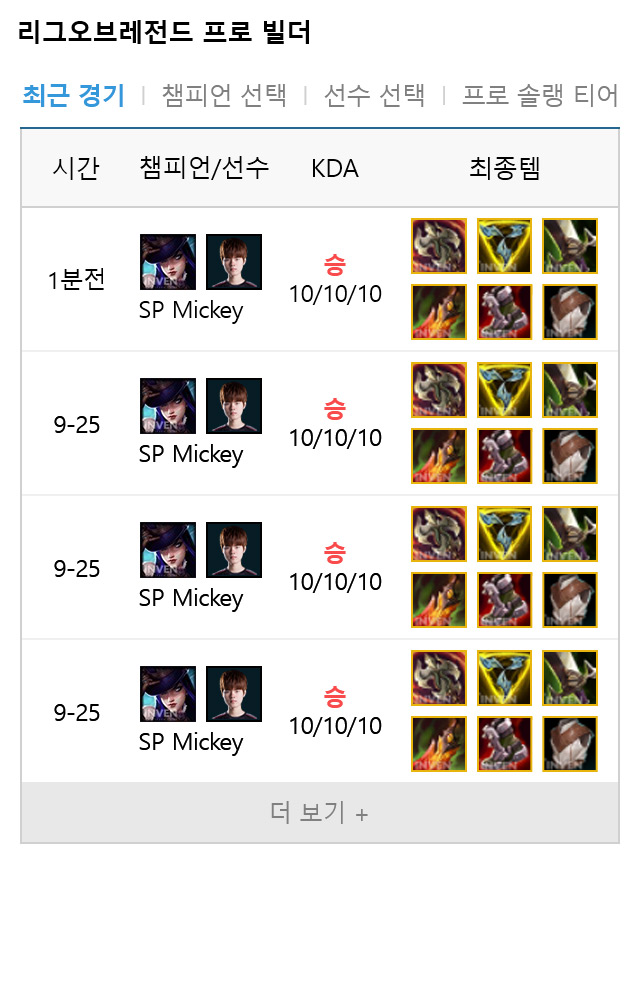 리그오브레전드 프로 빌더
최근 경기 | 챔피언 선택 | 선수 선택 | 프로 솔랭 티어
시간 챔피언/선수 KDA 최종템
1분전
SP Mickey
승
10/10/10
INVEN
9-25
SP Mickey
승
10/10/10
INVEN
9-25
SP Mickey
승
10/10/10
INVEN
9-25
SP Mickey
승
10/10/10
INVEN
더 보기 +